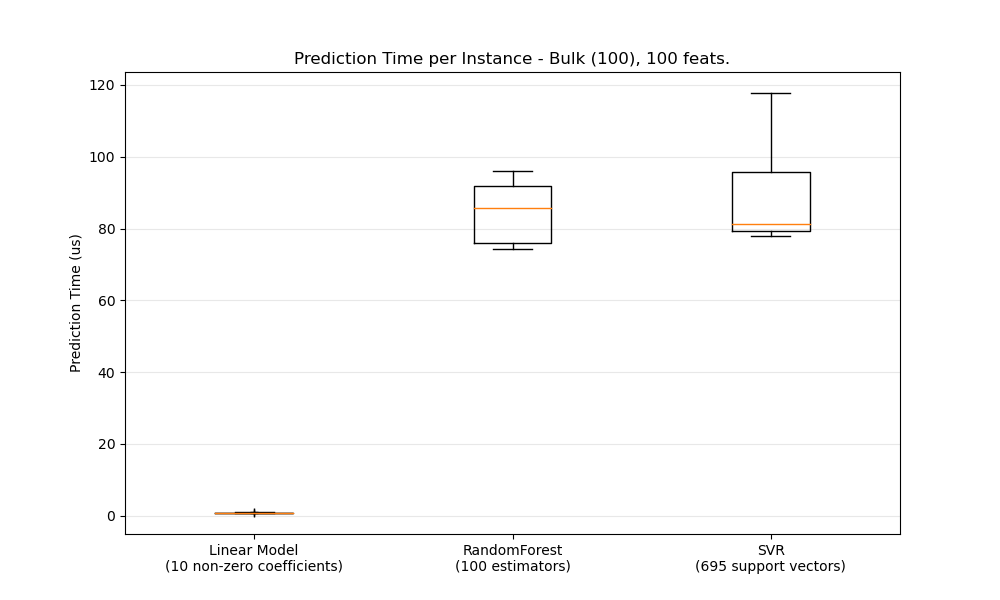 Prediction Time per Instance - Bulk (100), 100 feats.
120
100
80
60
40
20
0
Prediction Time (us)
Linear Model
(10 non-zero coefficients)
RandomForest
(100 estimators)
SVR
(695 support vectors)